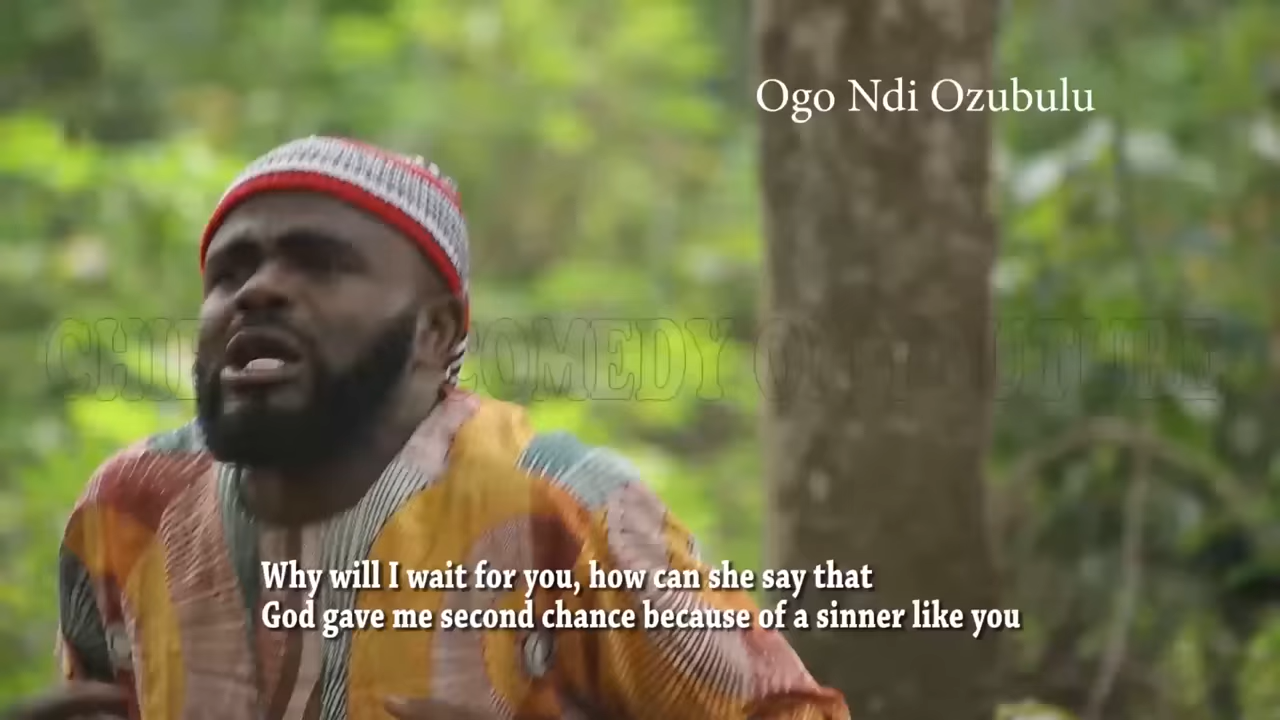 Ogo Ndi Ozubulu
COMEDY
Why will I wait for you, how can she say that
God gave me second chance because of a sinner like you